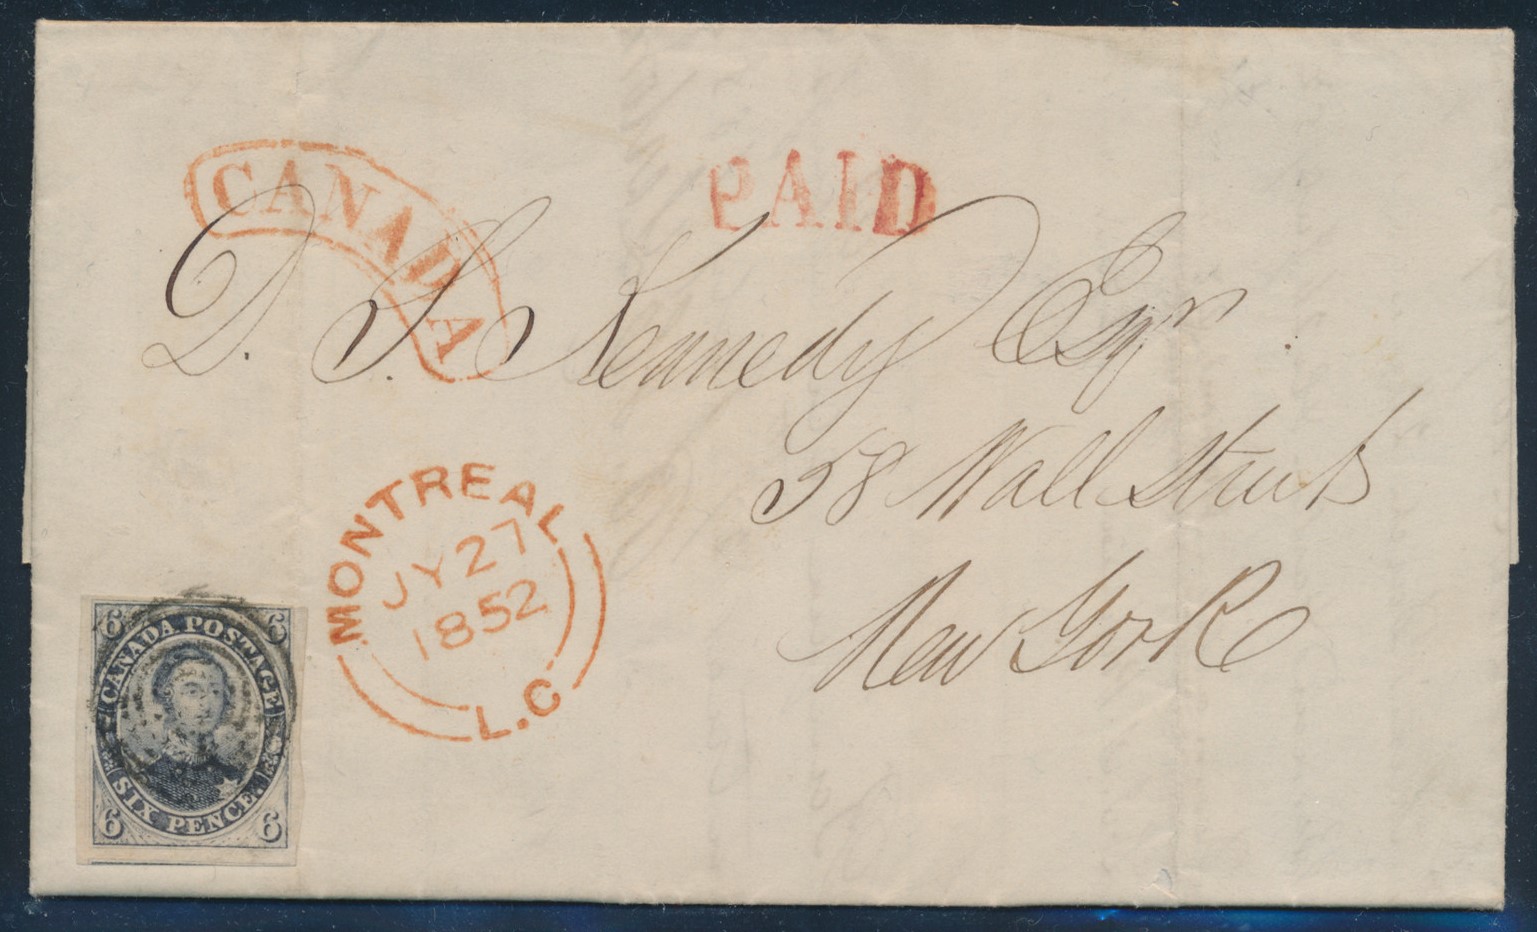 CANADA
PAID
D. S. Kennedy Esqr
58 Wall Street
New York
MONTREAL
JY 27
1852
L.C
6 6
CANADA POSTAGE
SIX PENCE
6 6